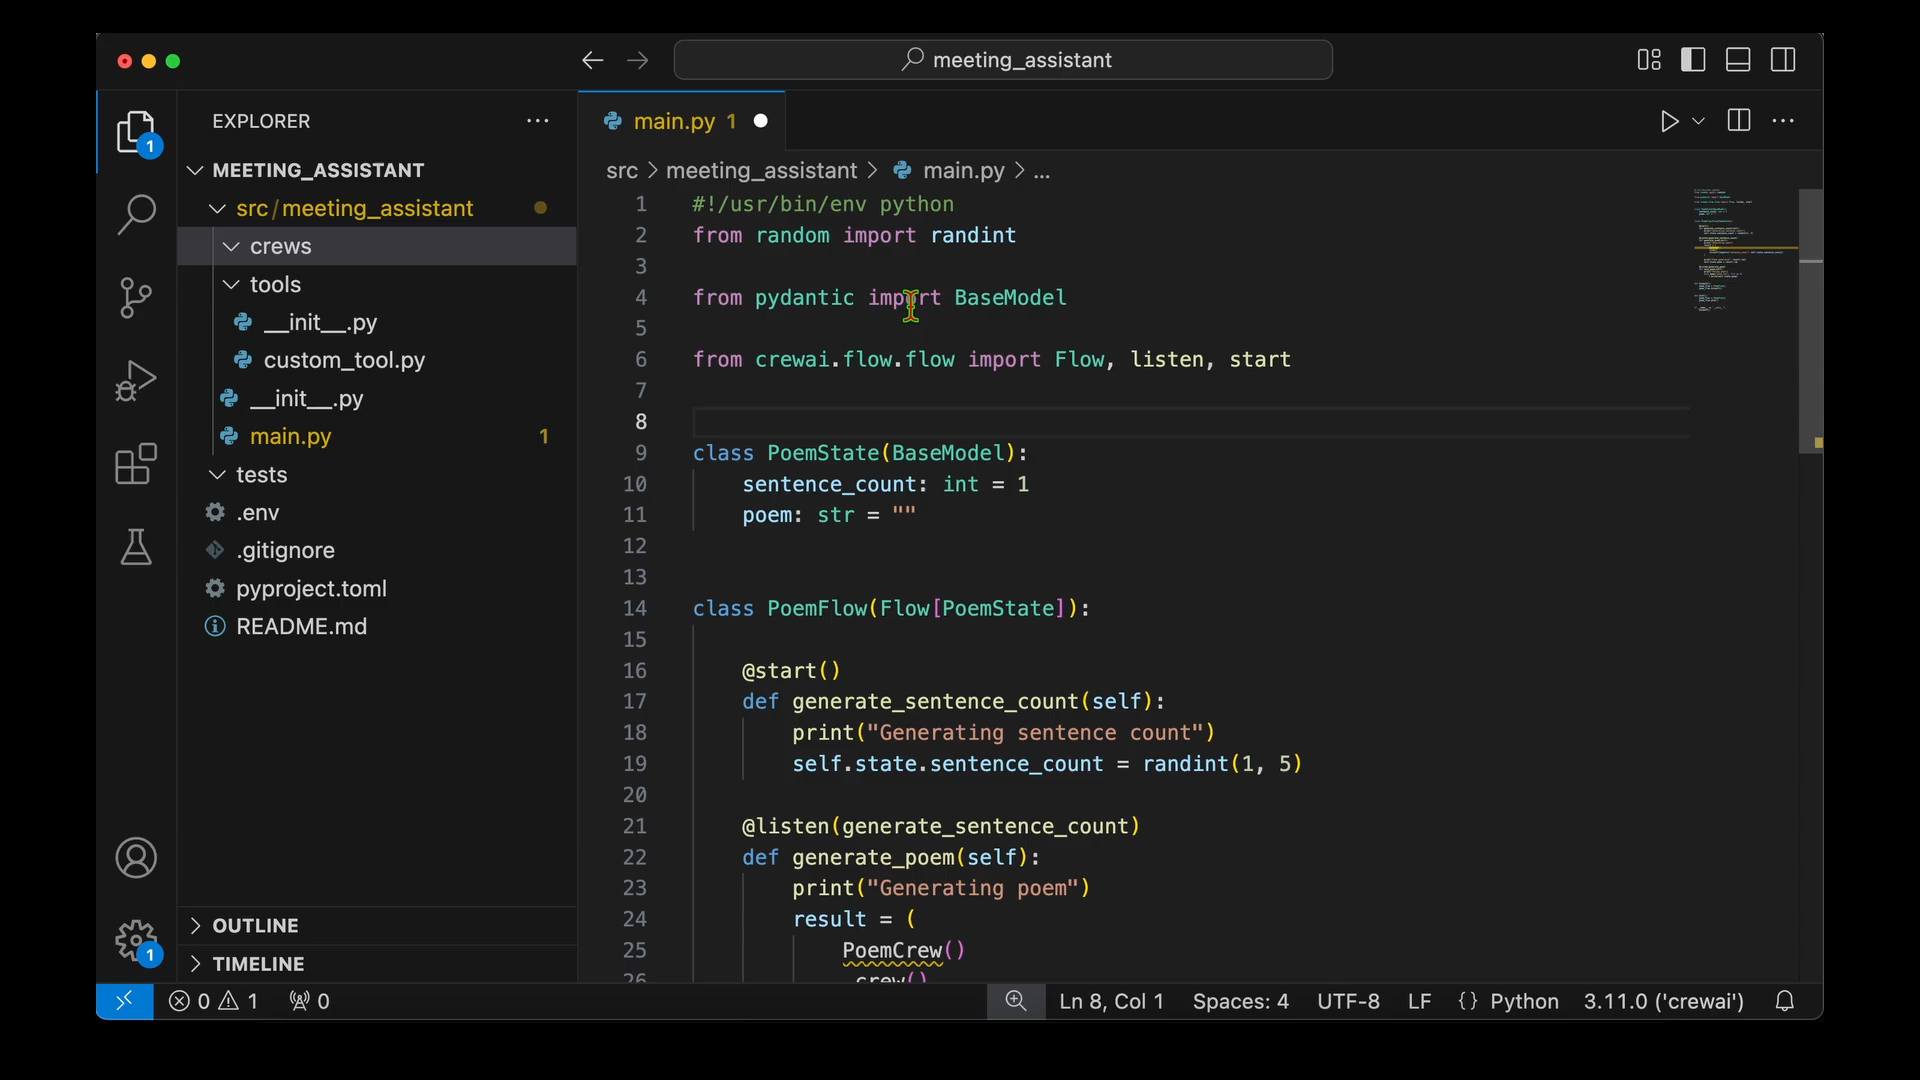 meeting_assistant
1
EXPLORER
MEETING_ASSISTANT
src/meeting_assistant
crews
tools
__init__.py
custom_tool.py
__init__.py
main.py 1
tests
.env
.gitignore
pyproject.toml
README.md
OUTLINE
TIMELINE
1
main.py 1
src > meeting_assistant > main.py > ...
1 #!/usr/bin/env python
2 from random import randint
3
4 from pydantic import BaseModel
5
6 from crewai.flow.flow import Flow, listen, start
7
8
9 class PoemState(BaseModel):
10 sentence_count: int = 1
11 poem: str = ""
12
13
14 class PoemFlow(Flow[PoemState]):
15
16 @start()
17 def generate_sentence_count(self):
18 print("Generating sentence count")
19 self.state.sentence_count = randint(1, 5)
20
21 @listen(generate_sentence_count)
22 def generate_poem(self):
23 print("Generating poem")
24 result = (
25 PoemCrew()
26 .crew()
0 1 0 Ln 8, Col 1 Spaces: 4 UTF-8 LF {} Python 3.11.0 ('crewai')